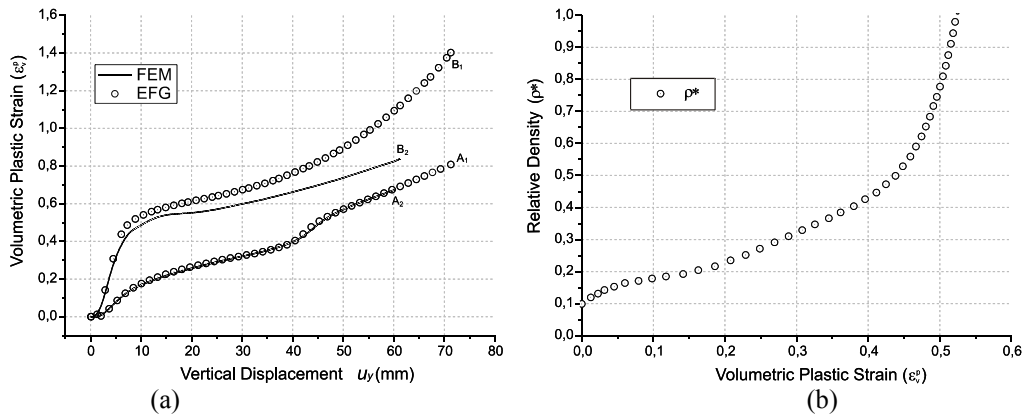 1,6
1,4
1,2
1,0
0,8
0,6
0,4
0,2
0,0
Volumetric Plastic Strain (εᵥᵖ)
FEM
EFG
B₁
B₂
A₁
A₂
0 10 20 30 40 50 60 70 80
Vertical Displacement uᵧ (mm)
(a)
1,0
0,9
0,8
0,7
0,6
0,5
0,4
0,3
0,2
0,1
0,0
Relative Density (ρ*)
ρ*
0,0 0,1 0,2 0,3 0,4 0,5 0,6
Volumetric Plastic Strain (εᵥᵖ)
(b)